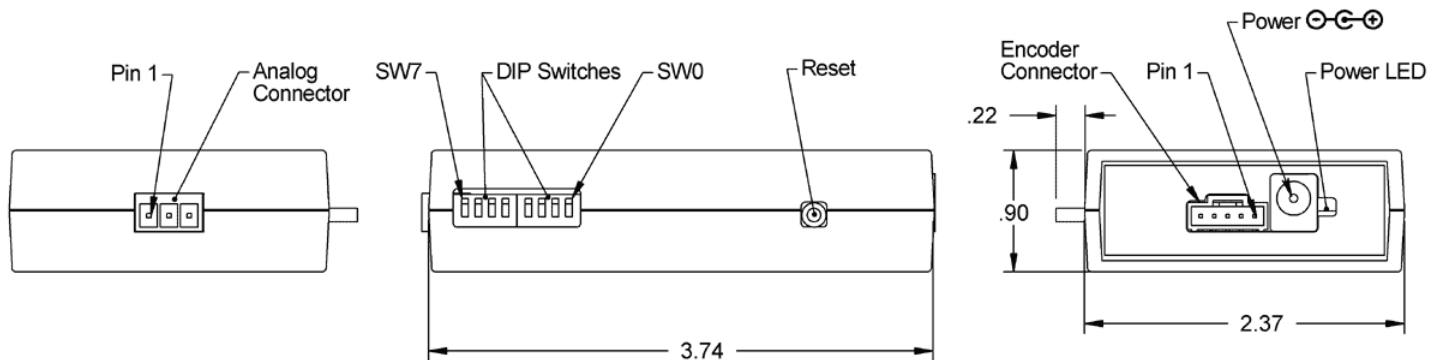 Pin 1
Analog
Connector
SW7
DIP Switches
SW0
Reset
Encoder
Connector
Pin 1
Power
Power LED
.22
.90
2.37
3.74